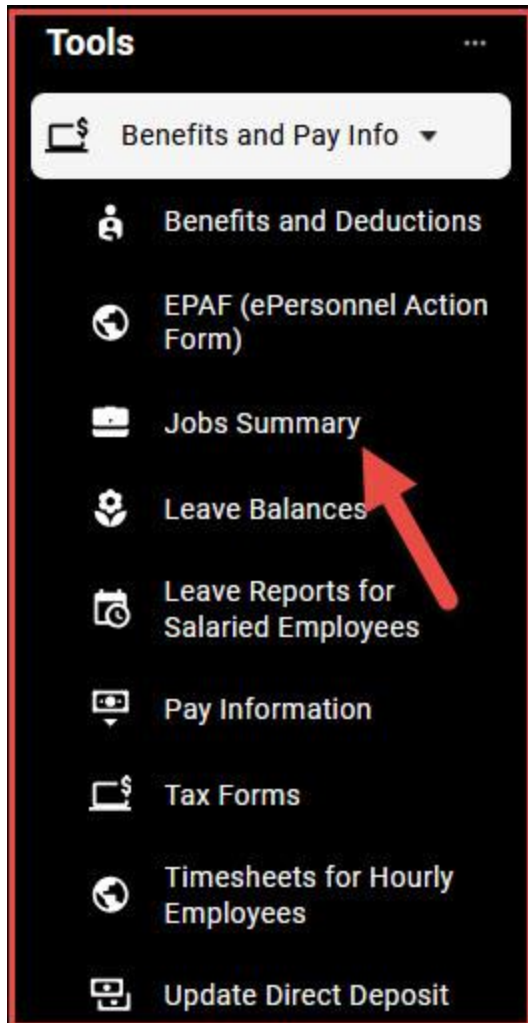 Tools
Benefits and Pay Info
Benefits and Deductions
EPAF (ePersonnel Action
Form)
Jobs Summary
Leave Balances
Leave Reports for
Salaried Employees
Pay Information
Tax Forms
Timesheets for Hourly
Employees
Update Direct Deposit